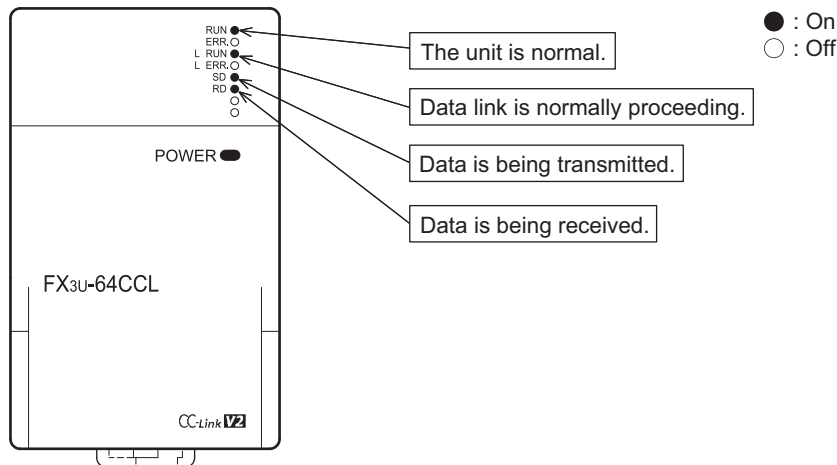 RUN
ERR.
L RUN
L ERR.
SD
RD
POWER
FX3U-64CCL
CC-Link V2
The unit is normal.
Data link is normally proceeding.
Data is being transmitted.
Data is being received.
: On
: Off